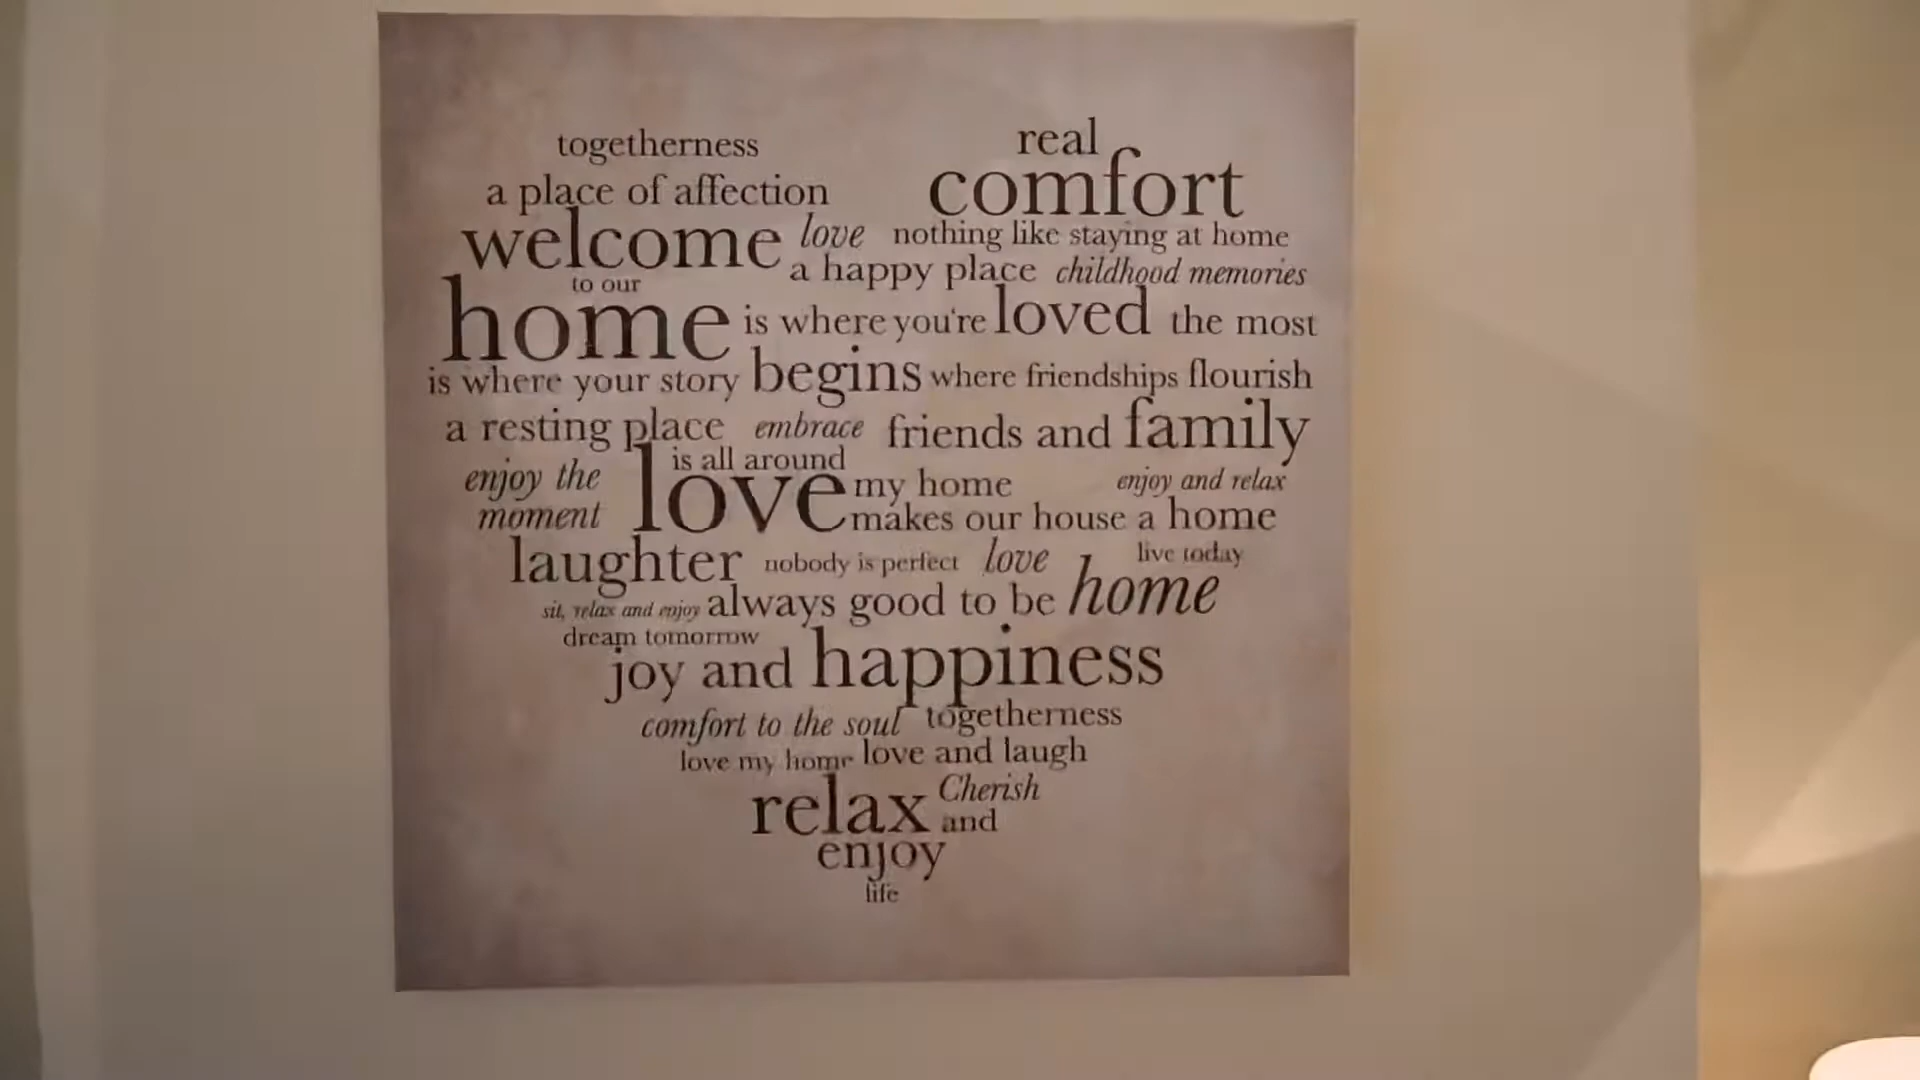 togetherness
real
a place of affection
comfort
welcome love nothing like staying at home
a happy place childhood memories
to our
home is where you're loved the most
is where your story begins where friendships flourish
a resting place embrace friends and family
is all around
enjoy the
moment
love my home enjoy and relax
makes our house a home
laughter nobody is perfect love live today
sit, relax and enjoy always good to be home
dream tomorrow
joy and happiness
comfort to the soul togetherness
love my home love and laugh
relax Cherish
and
enjoy
life